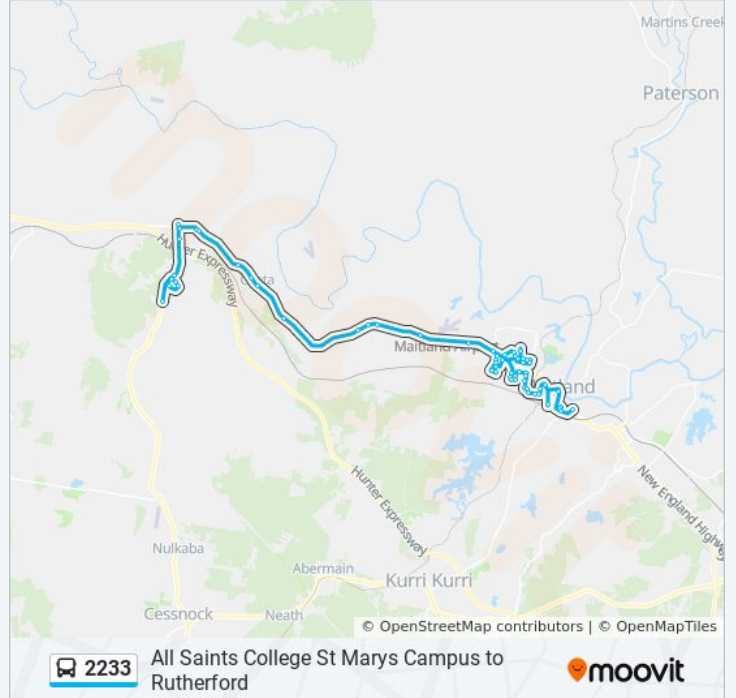 Martins Creek
Paterson
Hunter Expressway
Maitland
Hunter Expressway
New England Highway
Nulkaba
Abermain
Kurri Kurri
Cessnock
Neath
© OpenStreetMap contributors | © OpenMapTiles
2233
All Saints College St Marys Campus to
Rutherford
moovit